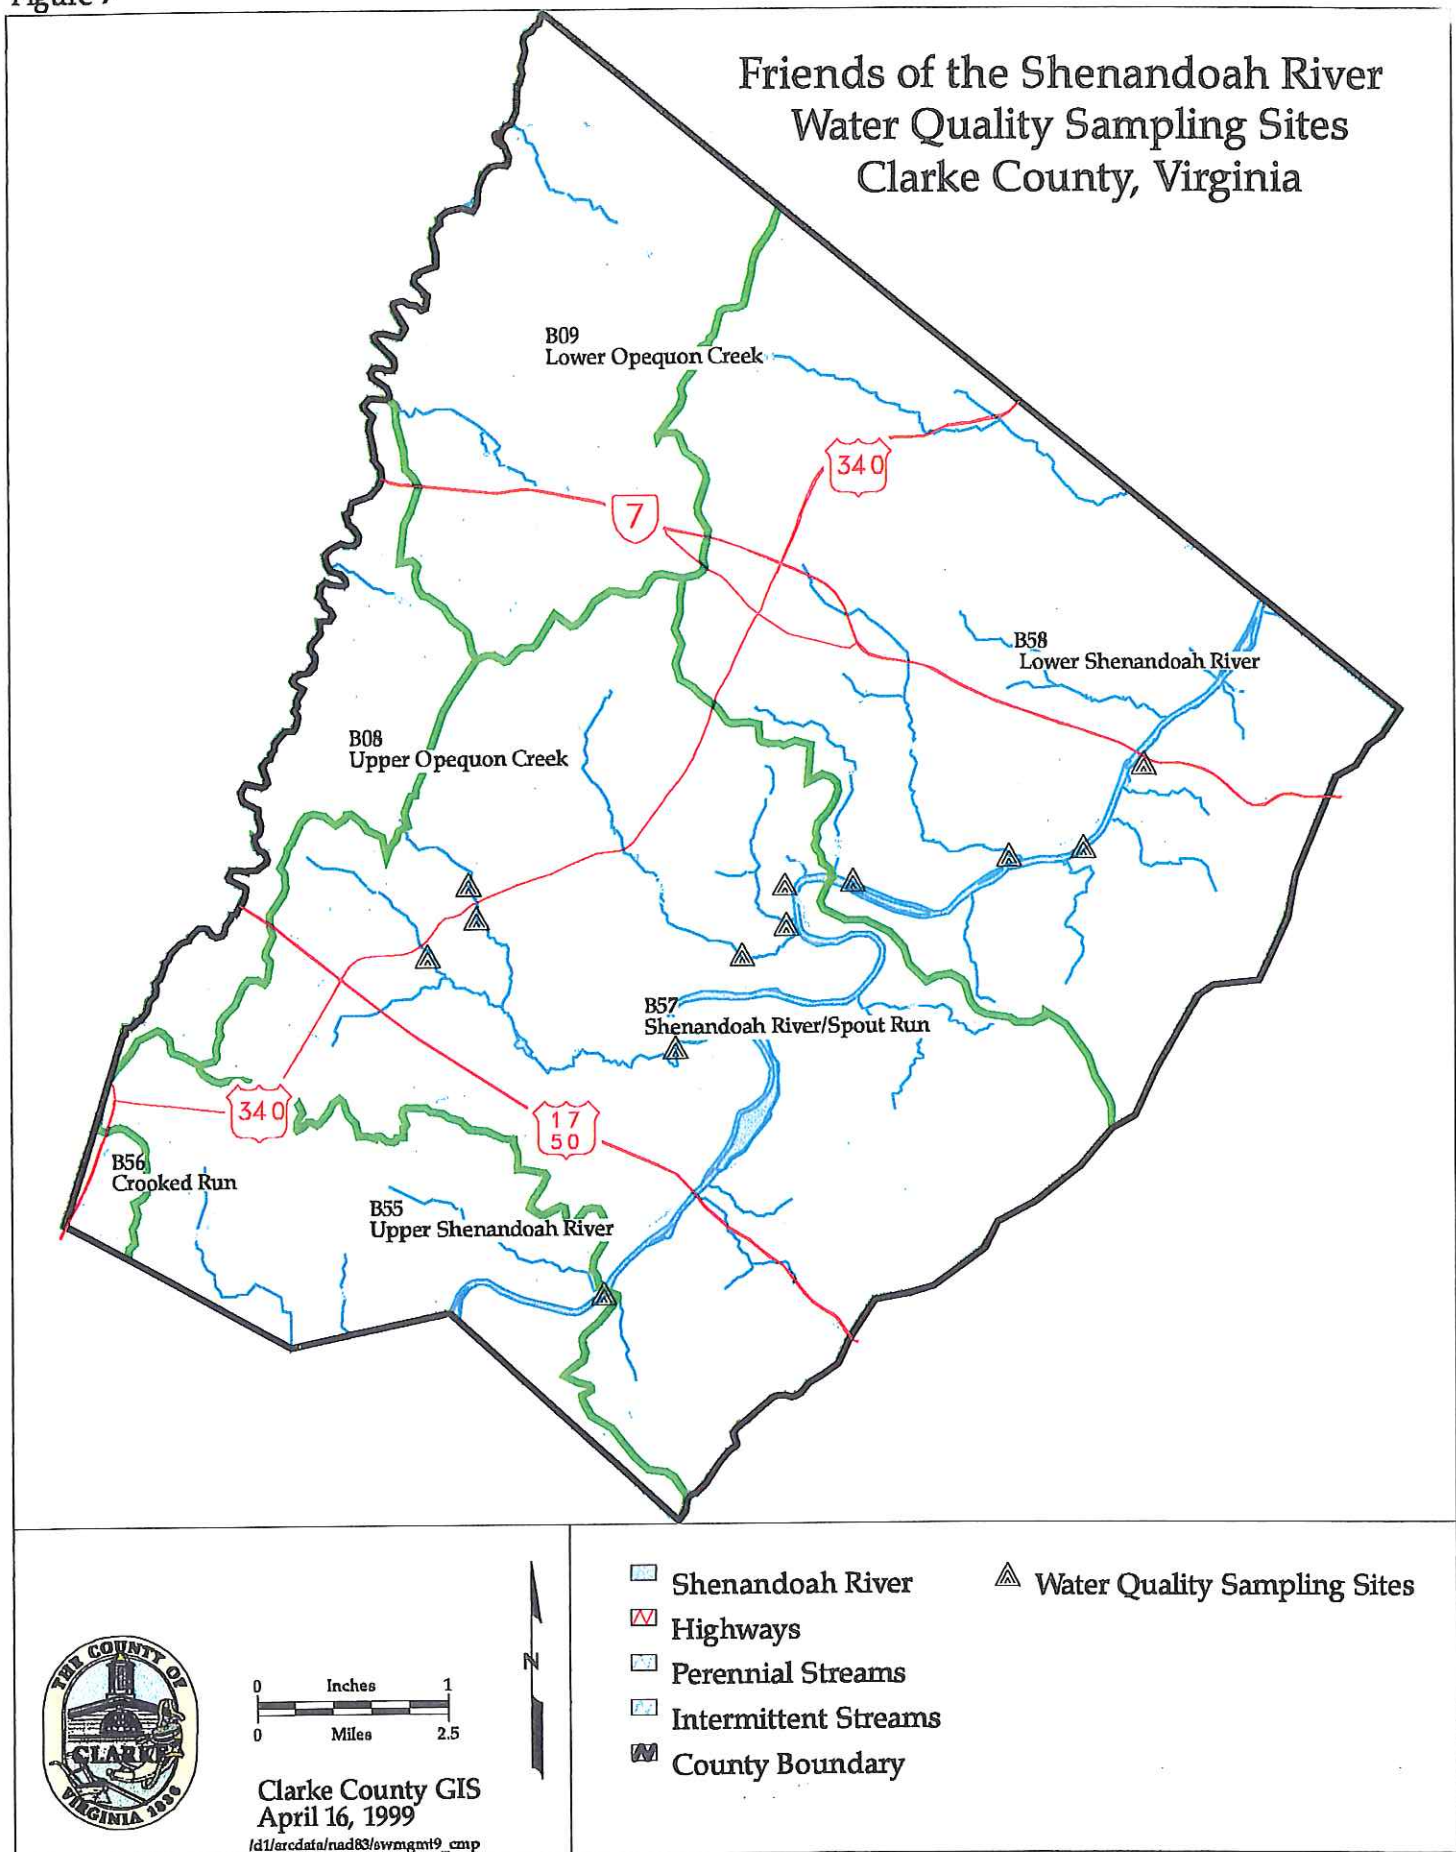 Figure 7
Friends of the Shenandoah River
Water Quality Sampling Sites
Clarke County, Virginia
B09
Lower Opequon Creek
340
7
B58
Lower Shenandoah River
B08
Upper Opequon Creek
B57
Shenandoah River/Spout Run
340
17
50
B56
Crooked Run
B55
Upper Shenandoah River
Shenandoah River
Water Quality Sampling Sites
Highways
Perennial Streams
Intermittent Streams
County Boundary
N
0 Inches 1
0 Miles 2.5
THE COUNTY OF
CLARKE
VIRGINIA 1836
Clarke County GIS
April 16, 1999
/d1/arcdata/nad83/swmgmt9_cmp